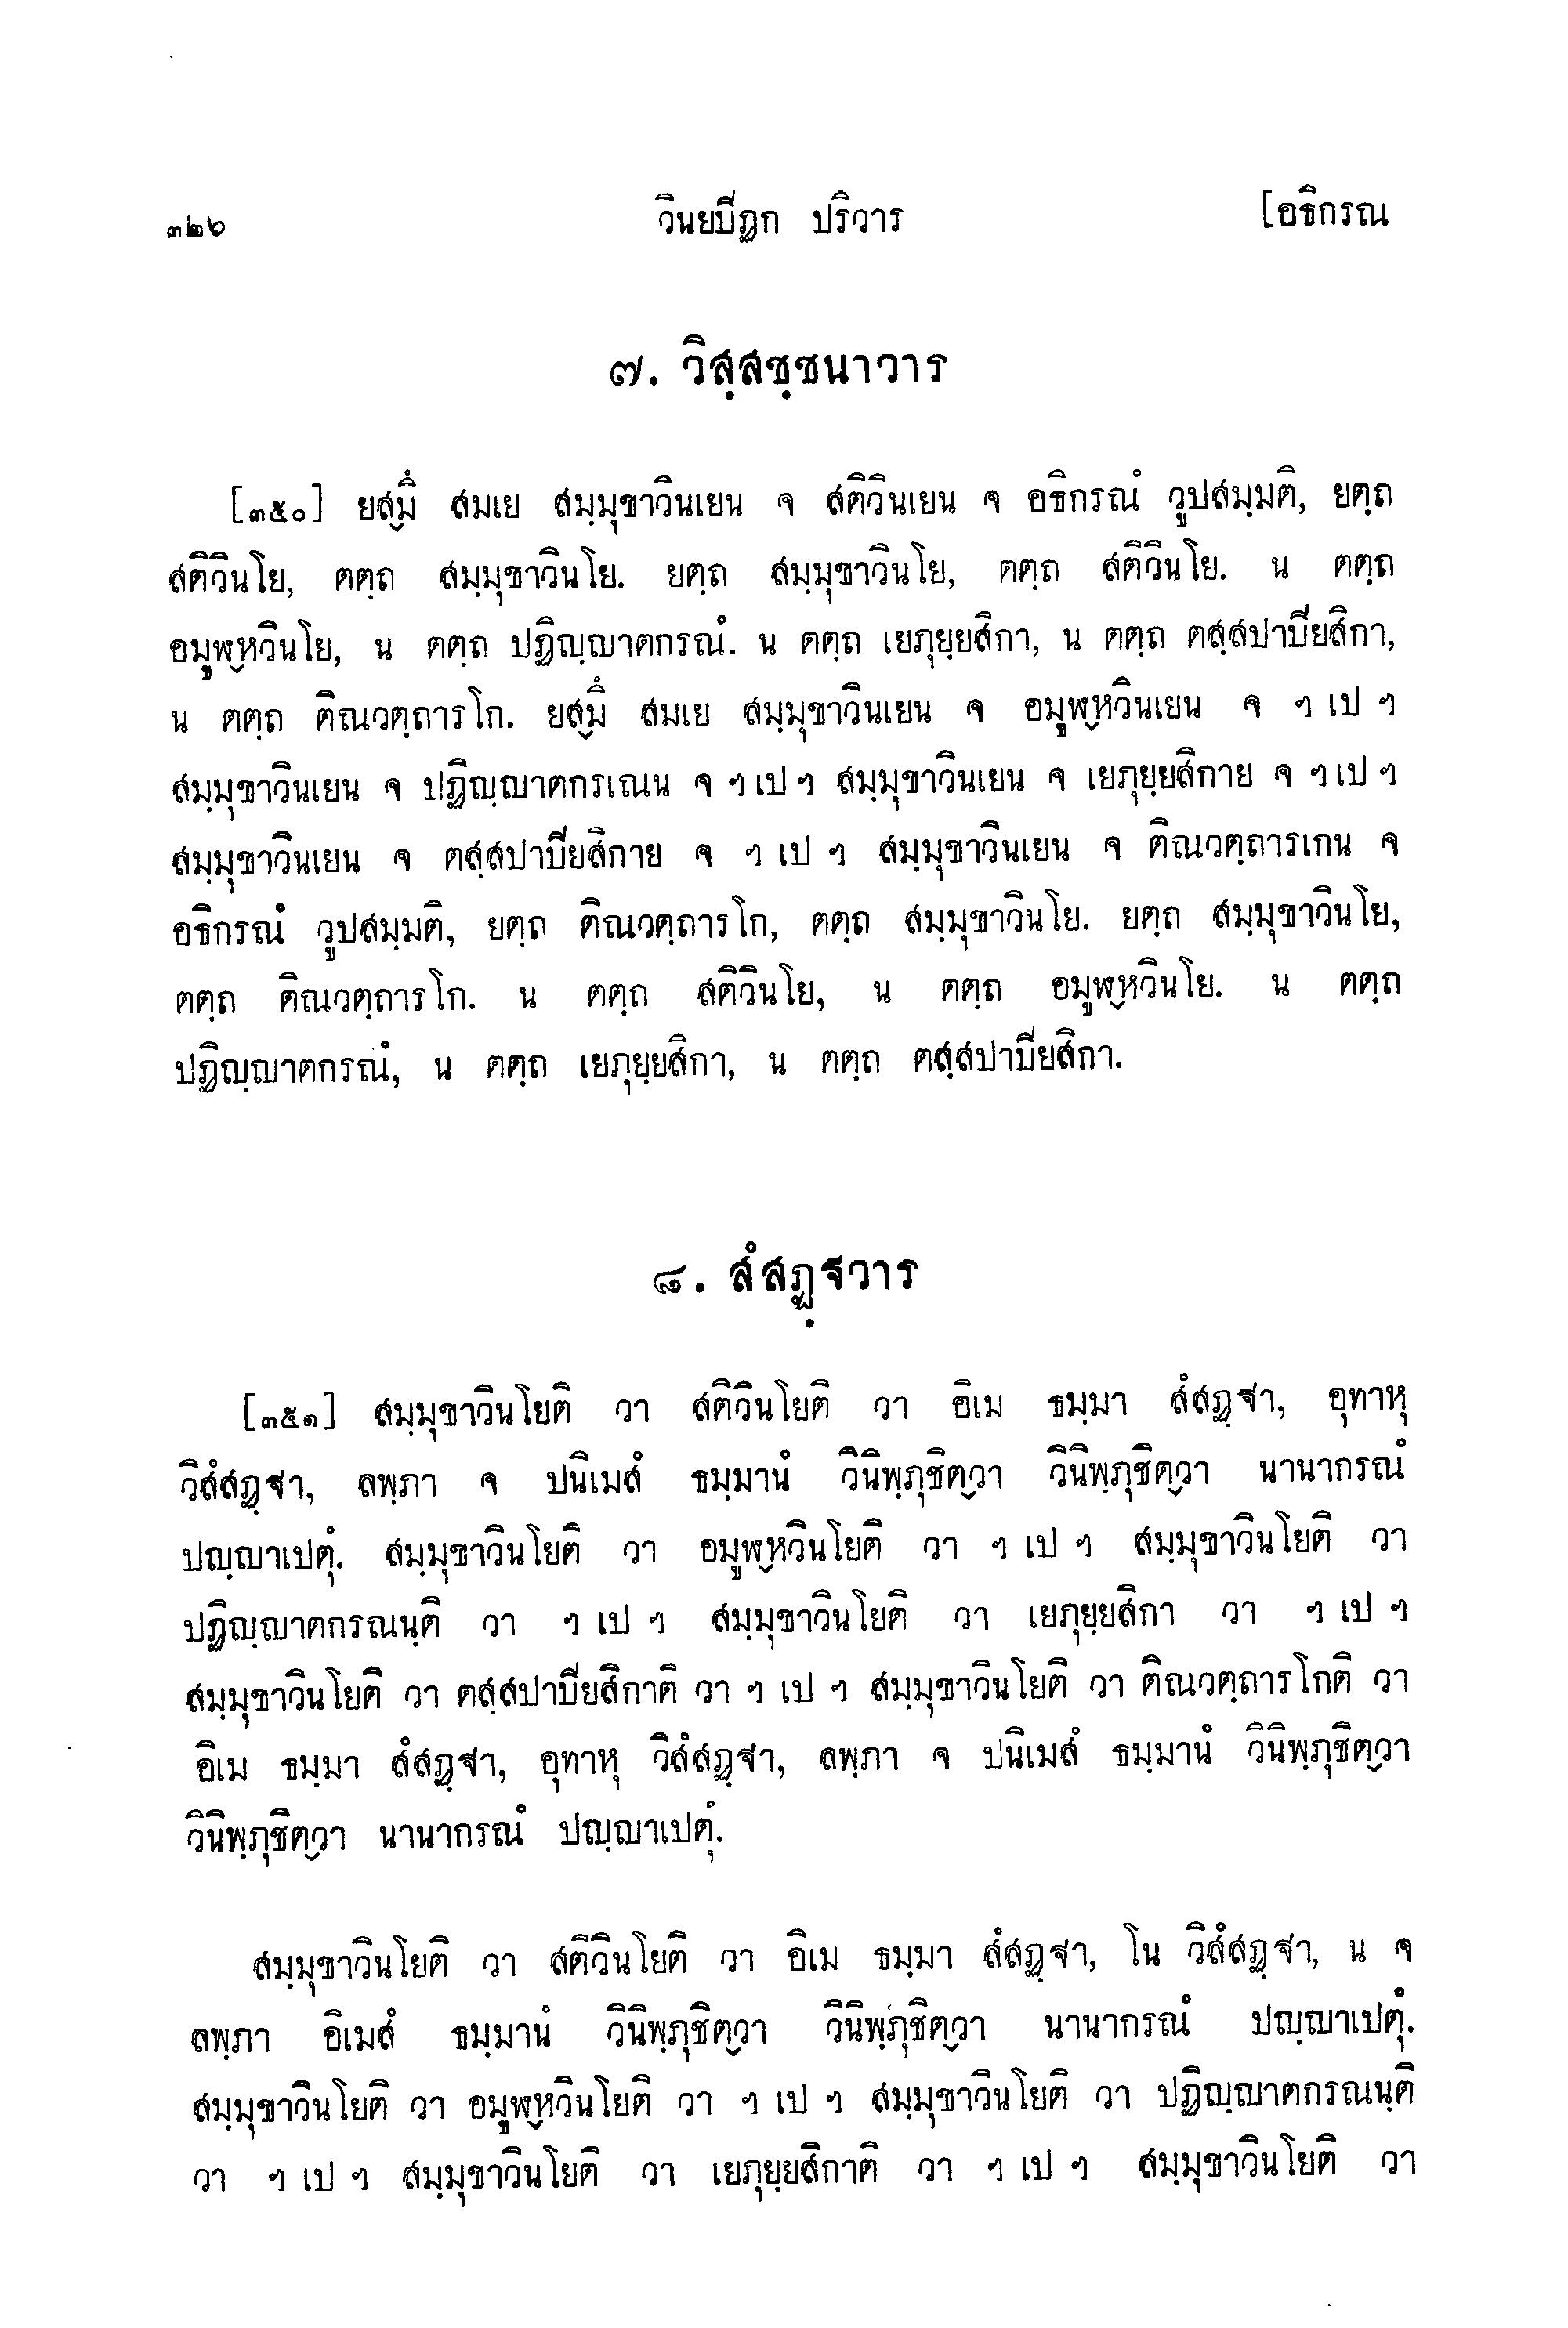 ๓๒๖ วินยปีฏก ปริวาร [อธิกรณ
๗. วิสฺสชฺชนาวาร
[๓๕๐] ยสฺมึ สมเย สมฺมุขาวินเยน จ สติวินเยน จ อธิกรณํ วูปสมฺมติ, ยตฺถ
สติวินโย, ตตฺถ สมฺมุขาวินโย. ยตฺถ สมฺมุขาวินโย, ตตฺถ สติวินโย. น ตตฺถ
อมูฬฺหวินโย, น ตตฺถ ปฏิญฺญาตกรณํ. น ตตฺถ เยภุยฺยสิกา, น ตตฺถ ตสฺสปาปียสิกา,
น ตตฺถ ติณวตฺถารโก. ยสฺมึ สมเย สมฺมุขาวินเยน จ อมูฬฺหวินเยน จ ฯ เป ฯ
สมฺมุขาวินเยน จ ปฏิญฺญาตกรเณน จ ฯ เป ฯ สมฺมุขาวินเยน จ เยภุยฺยสิกาย จ ฯ เป ฯ
สมฺมุขาวินเยน จ ตสฺสปาปียสิกาย จ ฯ เป ฯ สมฺมุขาวินเยน จ ติณวตฺถารเกน จ
อธิกรณํ วูปสมฺมติ, ยตฺถ ติณวตฺถารโก, ตตฺถ สมฺมุขาวินโย. ยตฺถ สมฺมุขาวินโย,
ตตฺถ ติณวตฺถารโก. น ตตฺถ สติวินโย, น ตตฺถ อมูฬฺหวินโย. น ตตฺถ
ปฏิญฺญาตกรณํ, น ตตฺถ เยภุยฺยสิกา, น ตตฺถ ตสฺสปาปียสิกา.
๘. สํสฏฺฐวาร
[๓๕๑] สมฺมุขาวินโยติ วา สติวินโยติ วา อิเม ธมฺมา สํสฏฺฐา, อุทาหุ
วิสํสฏฺฐา, ลพฺภา จ ปนิเมสํ ธมฺมานํ วินิพฺภุชิตฺวา วินิพฺภุชิตฺวา นานากรณํ
ปญฺญาเปตุํ. สมฺมุขาวินโยติ วา อมูฬฺหวินโยติ วา ฯ เป ฯ สมฺมุขาวินโยติ วา
ปฏิญฺญาตกรณนฺติ วา ฯ เป ฯ สมฺมุขาวินโยติ วา เยภุยฺยสิกา วา ฯ เป ฯ
สมฺมุขาวินโยติ วา ตสฺสปาปียสิกาติ วา ฯ เป ฯ สมฺมุขาวินโยติ วา ติณวตฺถารโกติ วา
อิเม ธมฺมา สํสฏฺฐา, อุทาหุ วิสํสฏฺฐา, ลพฺภา จ ปนิเมสํ ธมฺมานํ วินิพฺภุชิตฺวา
วินิพฺภุชิตฺวา นานากรณํ ปญฺญาเปตุํ.
สมฺมุขาวินโยติ วา สติวินโยติ วา อิเม ธมฺมา สํสฏฺฐา, โน วิสํสฏฺฐา, น จ
ลพฺภา อิเมสํ ธมฺมานํ วินิพฺภุชิตฺวา วินิพฺภุชิตฺวา นานากรณํ ปญฺญาเปตุํ.
สมฺมุขาวินโยติ วา อมูฬฺหวินโยติ วา ฯ เป ฯ สมฺมุขาวินโยติ วา ปฏิญฺญาตกรณนฺติ
วา ฯ เป ฯ สมฺมุขาวินโยติ วา เยภุยฺยสิกาติ วา ฯ เป ฯ สมฺมุขาวินโยติ วา